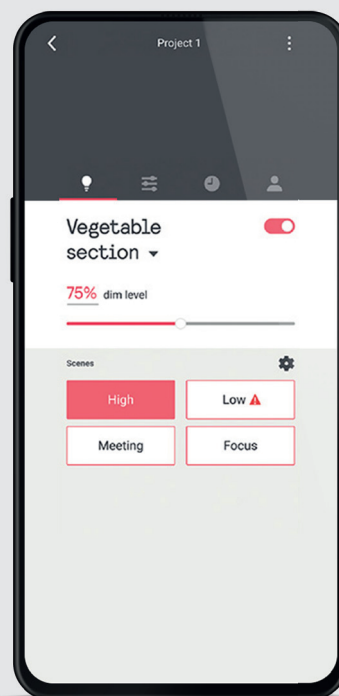 Project 1
Vegetable
section
75% dim level
Scenes
High
Low
Meeting
Focus